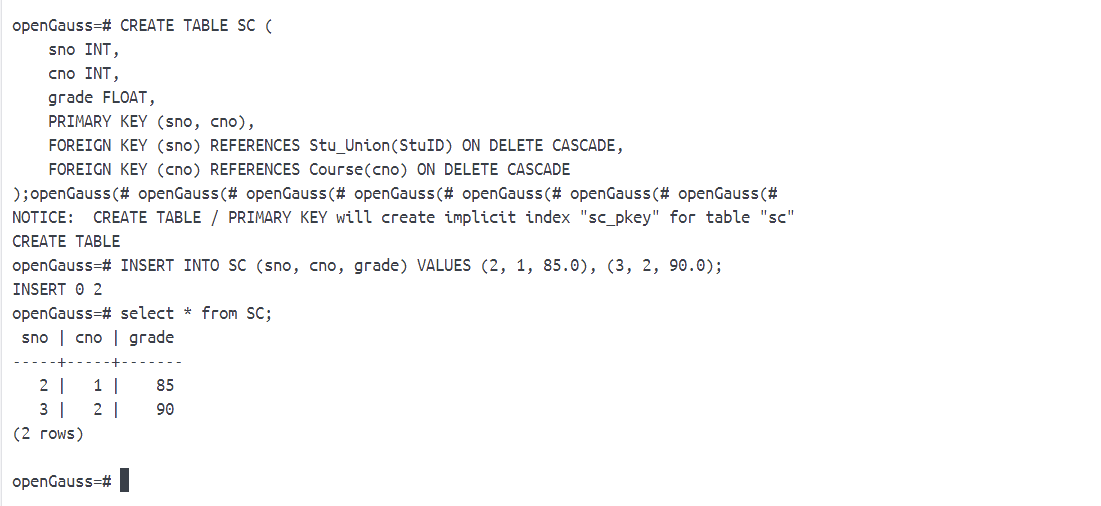 openGauss=# CREATE TABLE SC (
    sno INT,
    cno INT,
    grade FLOAT,
    PRIMARY KEY (sno, cno),
    FOREIGN KEY (sno) REFERENCES Stu_Union(StuID) ON DELETE CASCADE,
    FOREIGN KEY (cno) REFERENCES Course(cno) ON DELETE CASCADE
);openGauss(# openGauss(# openGauss(# openGauss(# openGauss(# openGauss(# openGauss(#
NOTICE:  CREATE TABLE / PRIMARY KEY will create implicit index "sc_pkey" for table "sc"
CREATE TABLE
openGauss=# INSERT INTO SC (sno, cno, grade) VALUES (2, 1, 85.0), (3, 2, 90.0);
INSERT 0 2
openGauss=# select * from SC;
 sno | cno | grade
-----+-----+-------
   2 |   1 |    85
   3 |   2 |    90
(2 rows)

openGauss=#